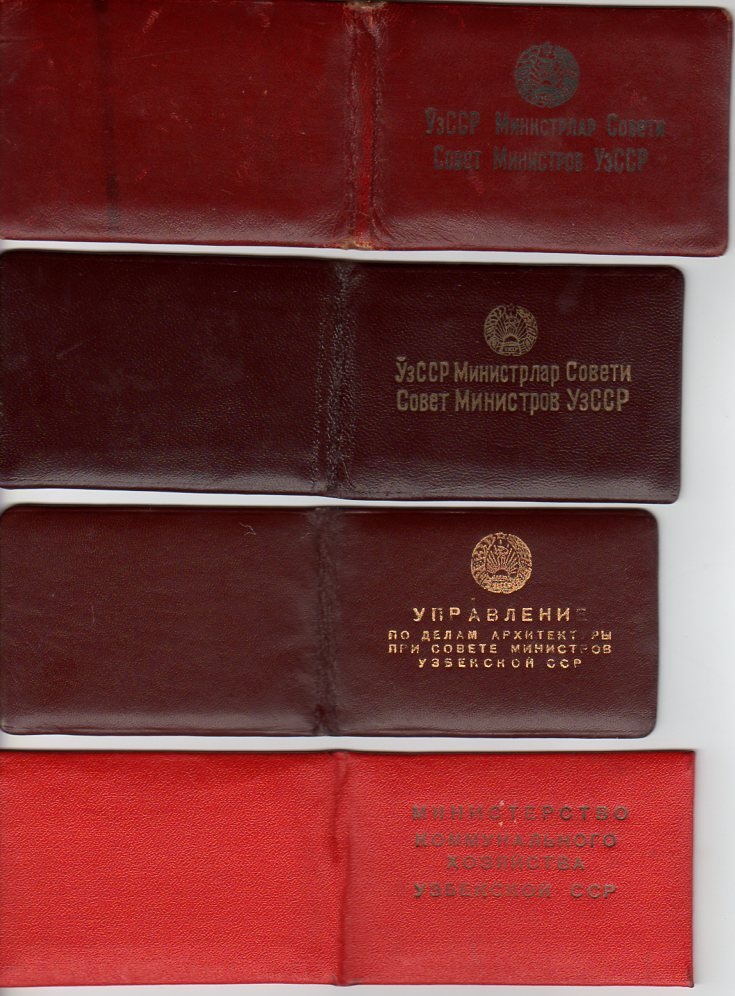 ЎзССР Министрлар Совети
Совет Министров УзССР
ЎзССР Министрлар Совети
Совет Министров УзССР
УПРАВЛЕНИЕ
ПО ДЕЛАМ АРХИТЕКТУРЫ
ПРИ СОВЕТЕ МИНИСТРОВ
УЗБЕКСКОЙ ССР
МИНИСТЕРСТВО
КОММУНАЛЬНОГО
ХОЗЯЙСТВА
УЗБЕКСКОЙ ССР